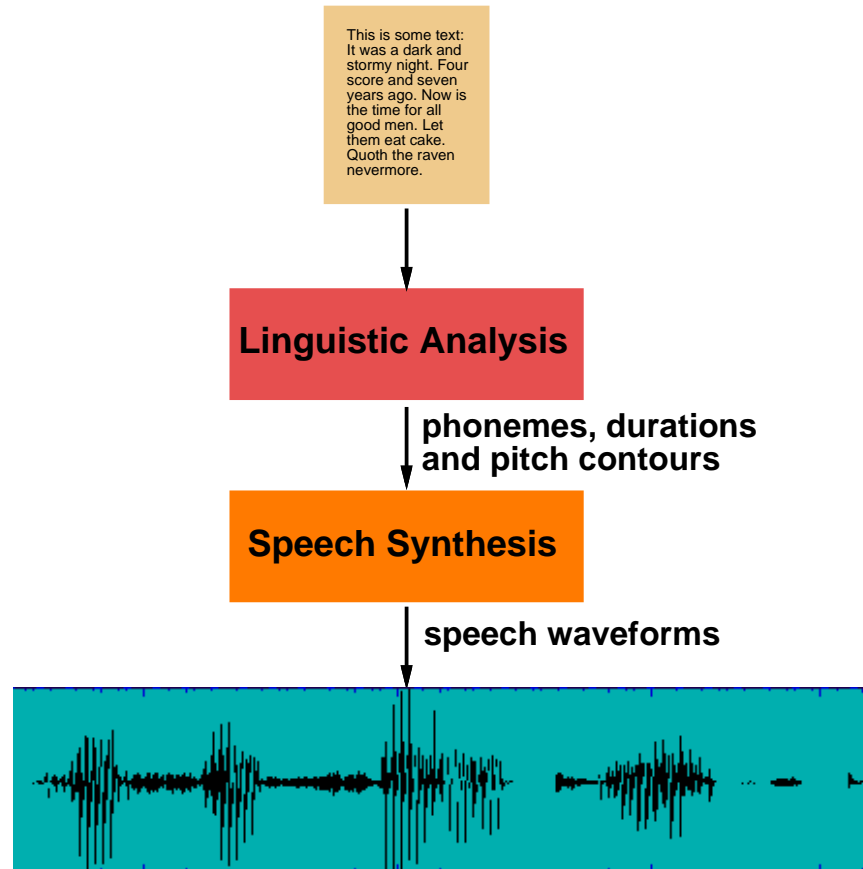 This is some text:
It was a dark and
stormy night. Four
score and seven
years ago. Now is
the time for all
good men. Let
them eat cake.
Quoth the raven
nevermore.
Linguistic Analysis
phonemes, durations
and pitch contours
Speech Synthesis
speech waveforms